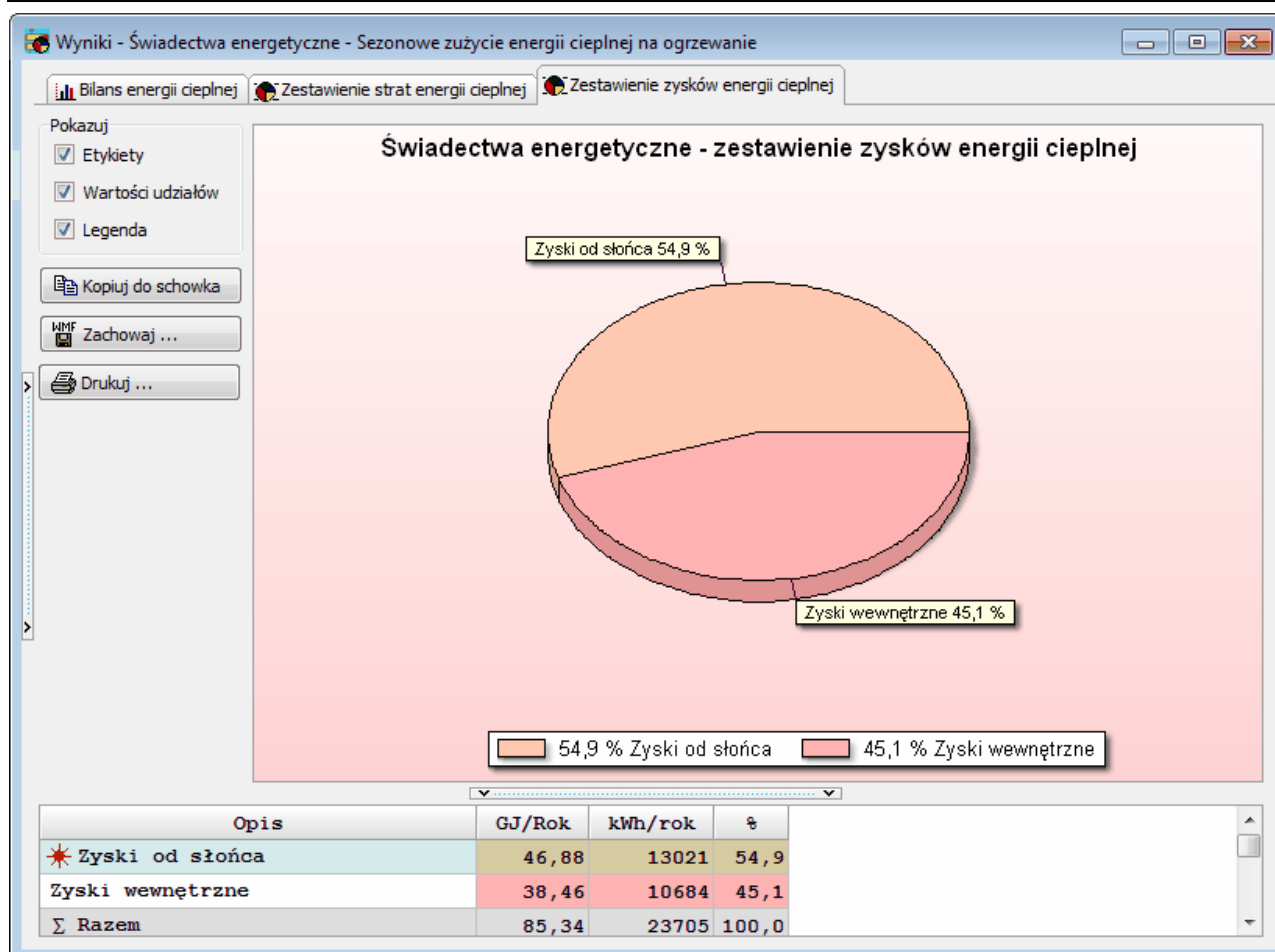 Wyniki - Świadectwa energetyczne - Sezonowe zużycie energii cieplnej na ogrzewanie
Bilans energii cieplnej Zestawienie strat energii cieplnej Zestawienie zysków energii cieplnej
Pokazuj
Etykiety
Wartości udziałów
Legenda
Kopiuj do schowka
WMF Zachowaj ...
Drukuj ...
Świadectwa energetyczne - zestawienie zysków energii cieplnej
Zyski od słońca 54,9 %
Zyski wewnętrzne 45,1 %
54,9 % Zyski od słońca 45,1 % Zyski wewnętrzne
Opis GJ/Rok kWh/rok %
Zyski od słońca 46,88 13021 54,9
Zyski wewnętrzne 38,46 10684 45,1
Σ Razem 85,34 23705 100,0